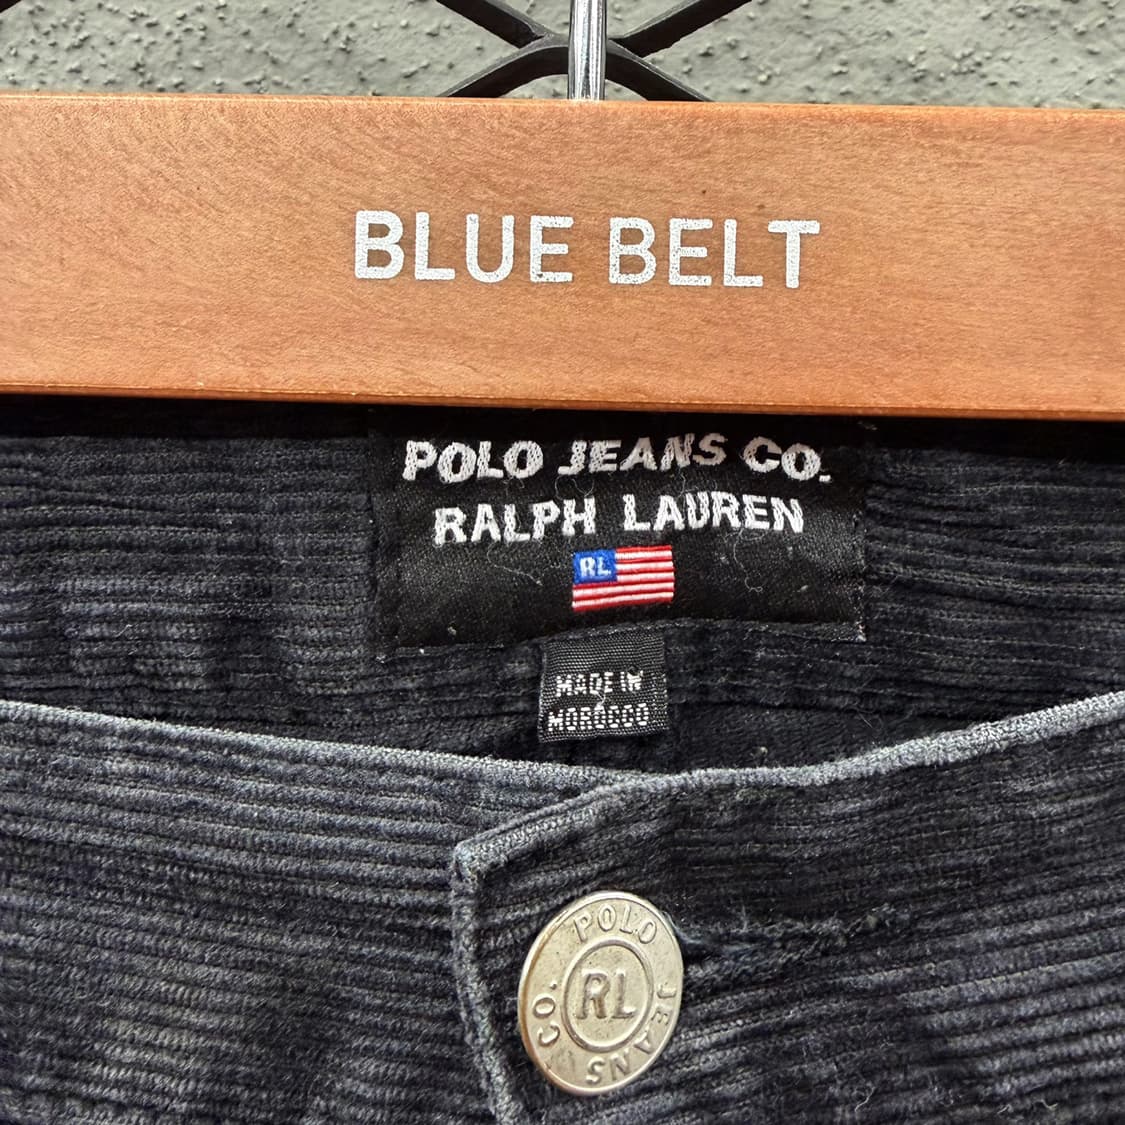 BLUE BELT
POLO JEANS CO.
RALPH LAUREN
RL
MADE IN
MOROCCO
POLO JEANS CO.
RL